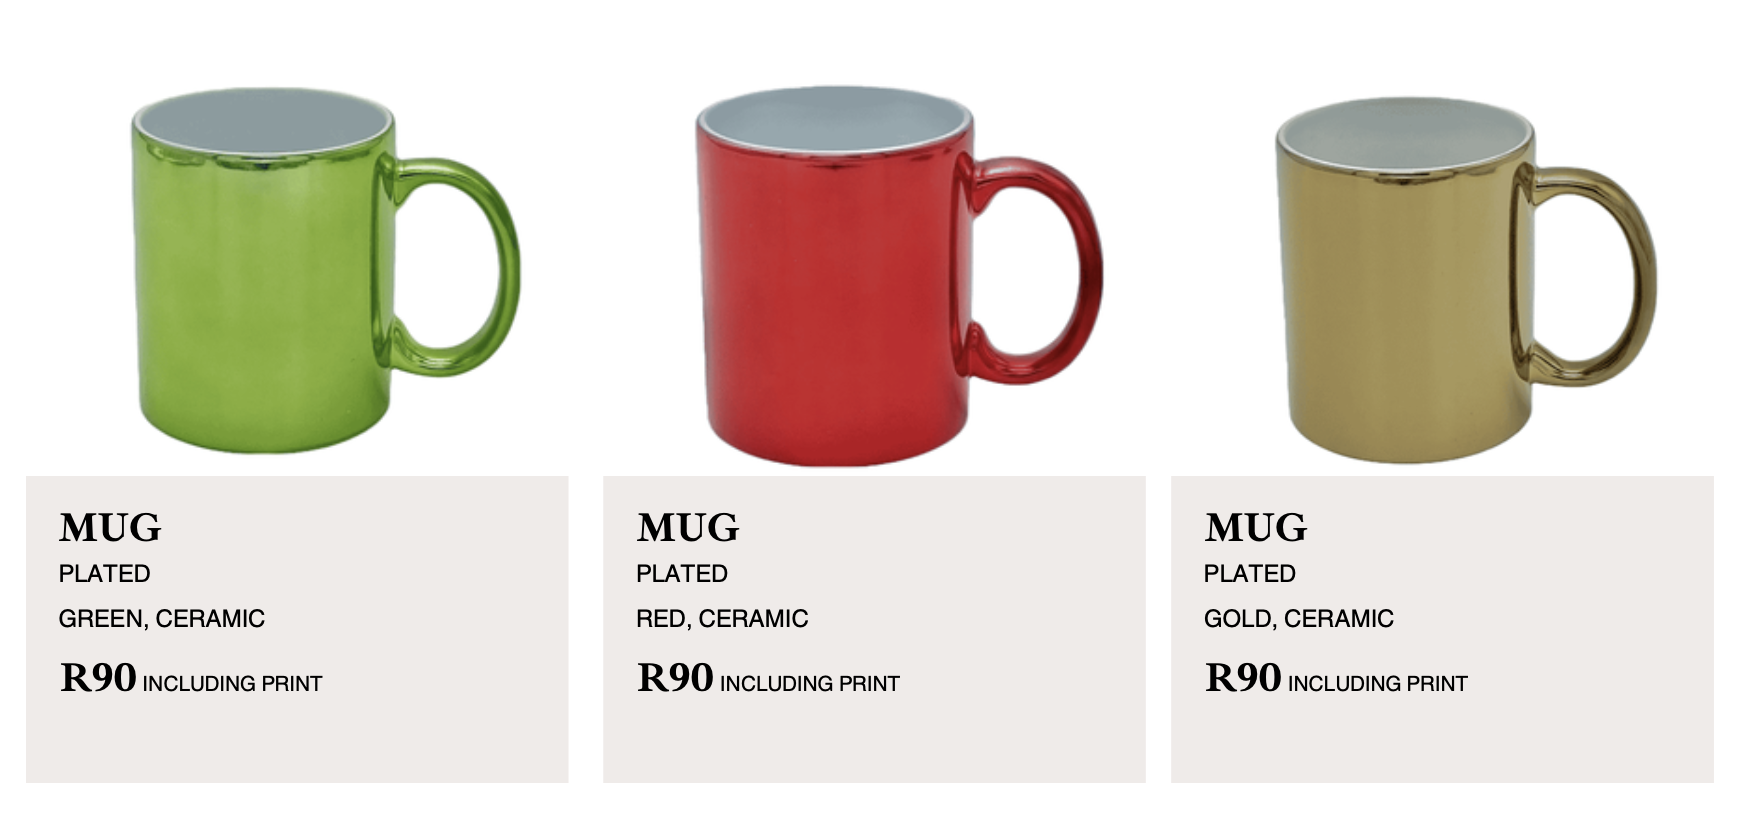 MUG
PLATED
GREEN, CERAMIC
R90 INCLUDING PRINT
MUG
PLATED
RED, CERAMIC
R90 INCLUDING PRINT
MUG
PLATED
GOLD, CERAMIC
R90 INCLUDING PRINT